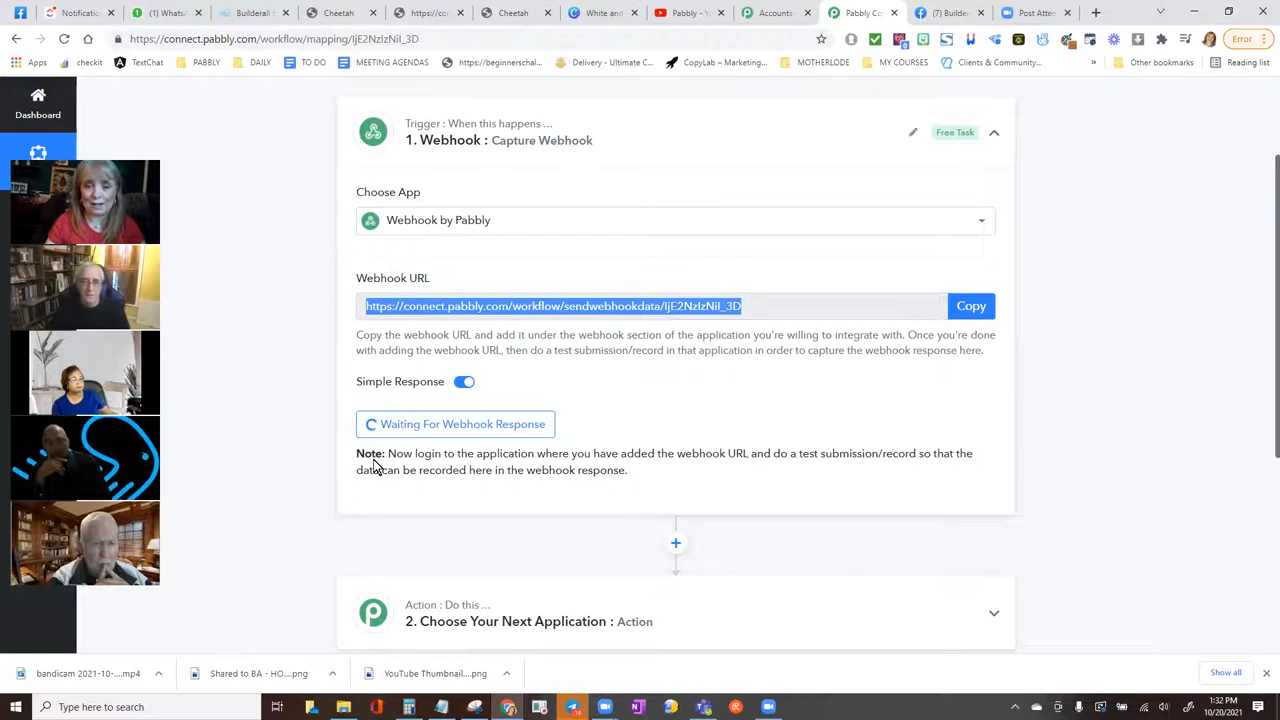 (1) Whats
Builderall S
Cheetah
https://co
Cheetah
White and
Pabbly –
Accounts
Pabbly Co
(7) Builde
Post Atten
https://connect.pabbly.com/workflow/mapping/IjE2NzIzNiI_3D
Error
Apps
checkit
TextChat
PABBLY
DAILY
TO DO
MEETING AGENDAS
https://beginnerschal...
Delivery - Ultimate C...
CopyLab – Marketing...
MOTHERLODE
MY COURSES
Clients & Community...
»
Other bookmarks
Reading list
Dashboard
Trigger : When this happens ...
1. Webhook : Capture Webhook
Free Task
Choose App
Webhook by Pabbly
Webhook URL
https://connect.pabbly.com/workflow/sendwebhookdata/IjE2NzIzNiI_3D
Copy
Copy the webhook URL and add it under the webhook section of the application you're willing to integrate with. Once you're done
with adding the webhook URL, then do a test submission/record in that application in order to capture the webhook response here.
Simple Response
Waiting For Webhook Response
Note: Now login to the application where you have added the webhook URL and do a test submission/record so that the
data can be recorded here in the webhook response.
Action : Do this ...
2. Choose Your Next Application : Action
bandicam 2021-10-....mp4
Shared to BA - HO....png
YouTube Thumbnail....png
Show all
Type here to search
1:32 PM
10/20/2021